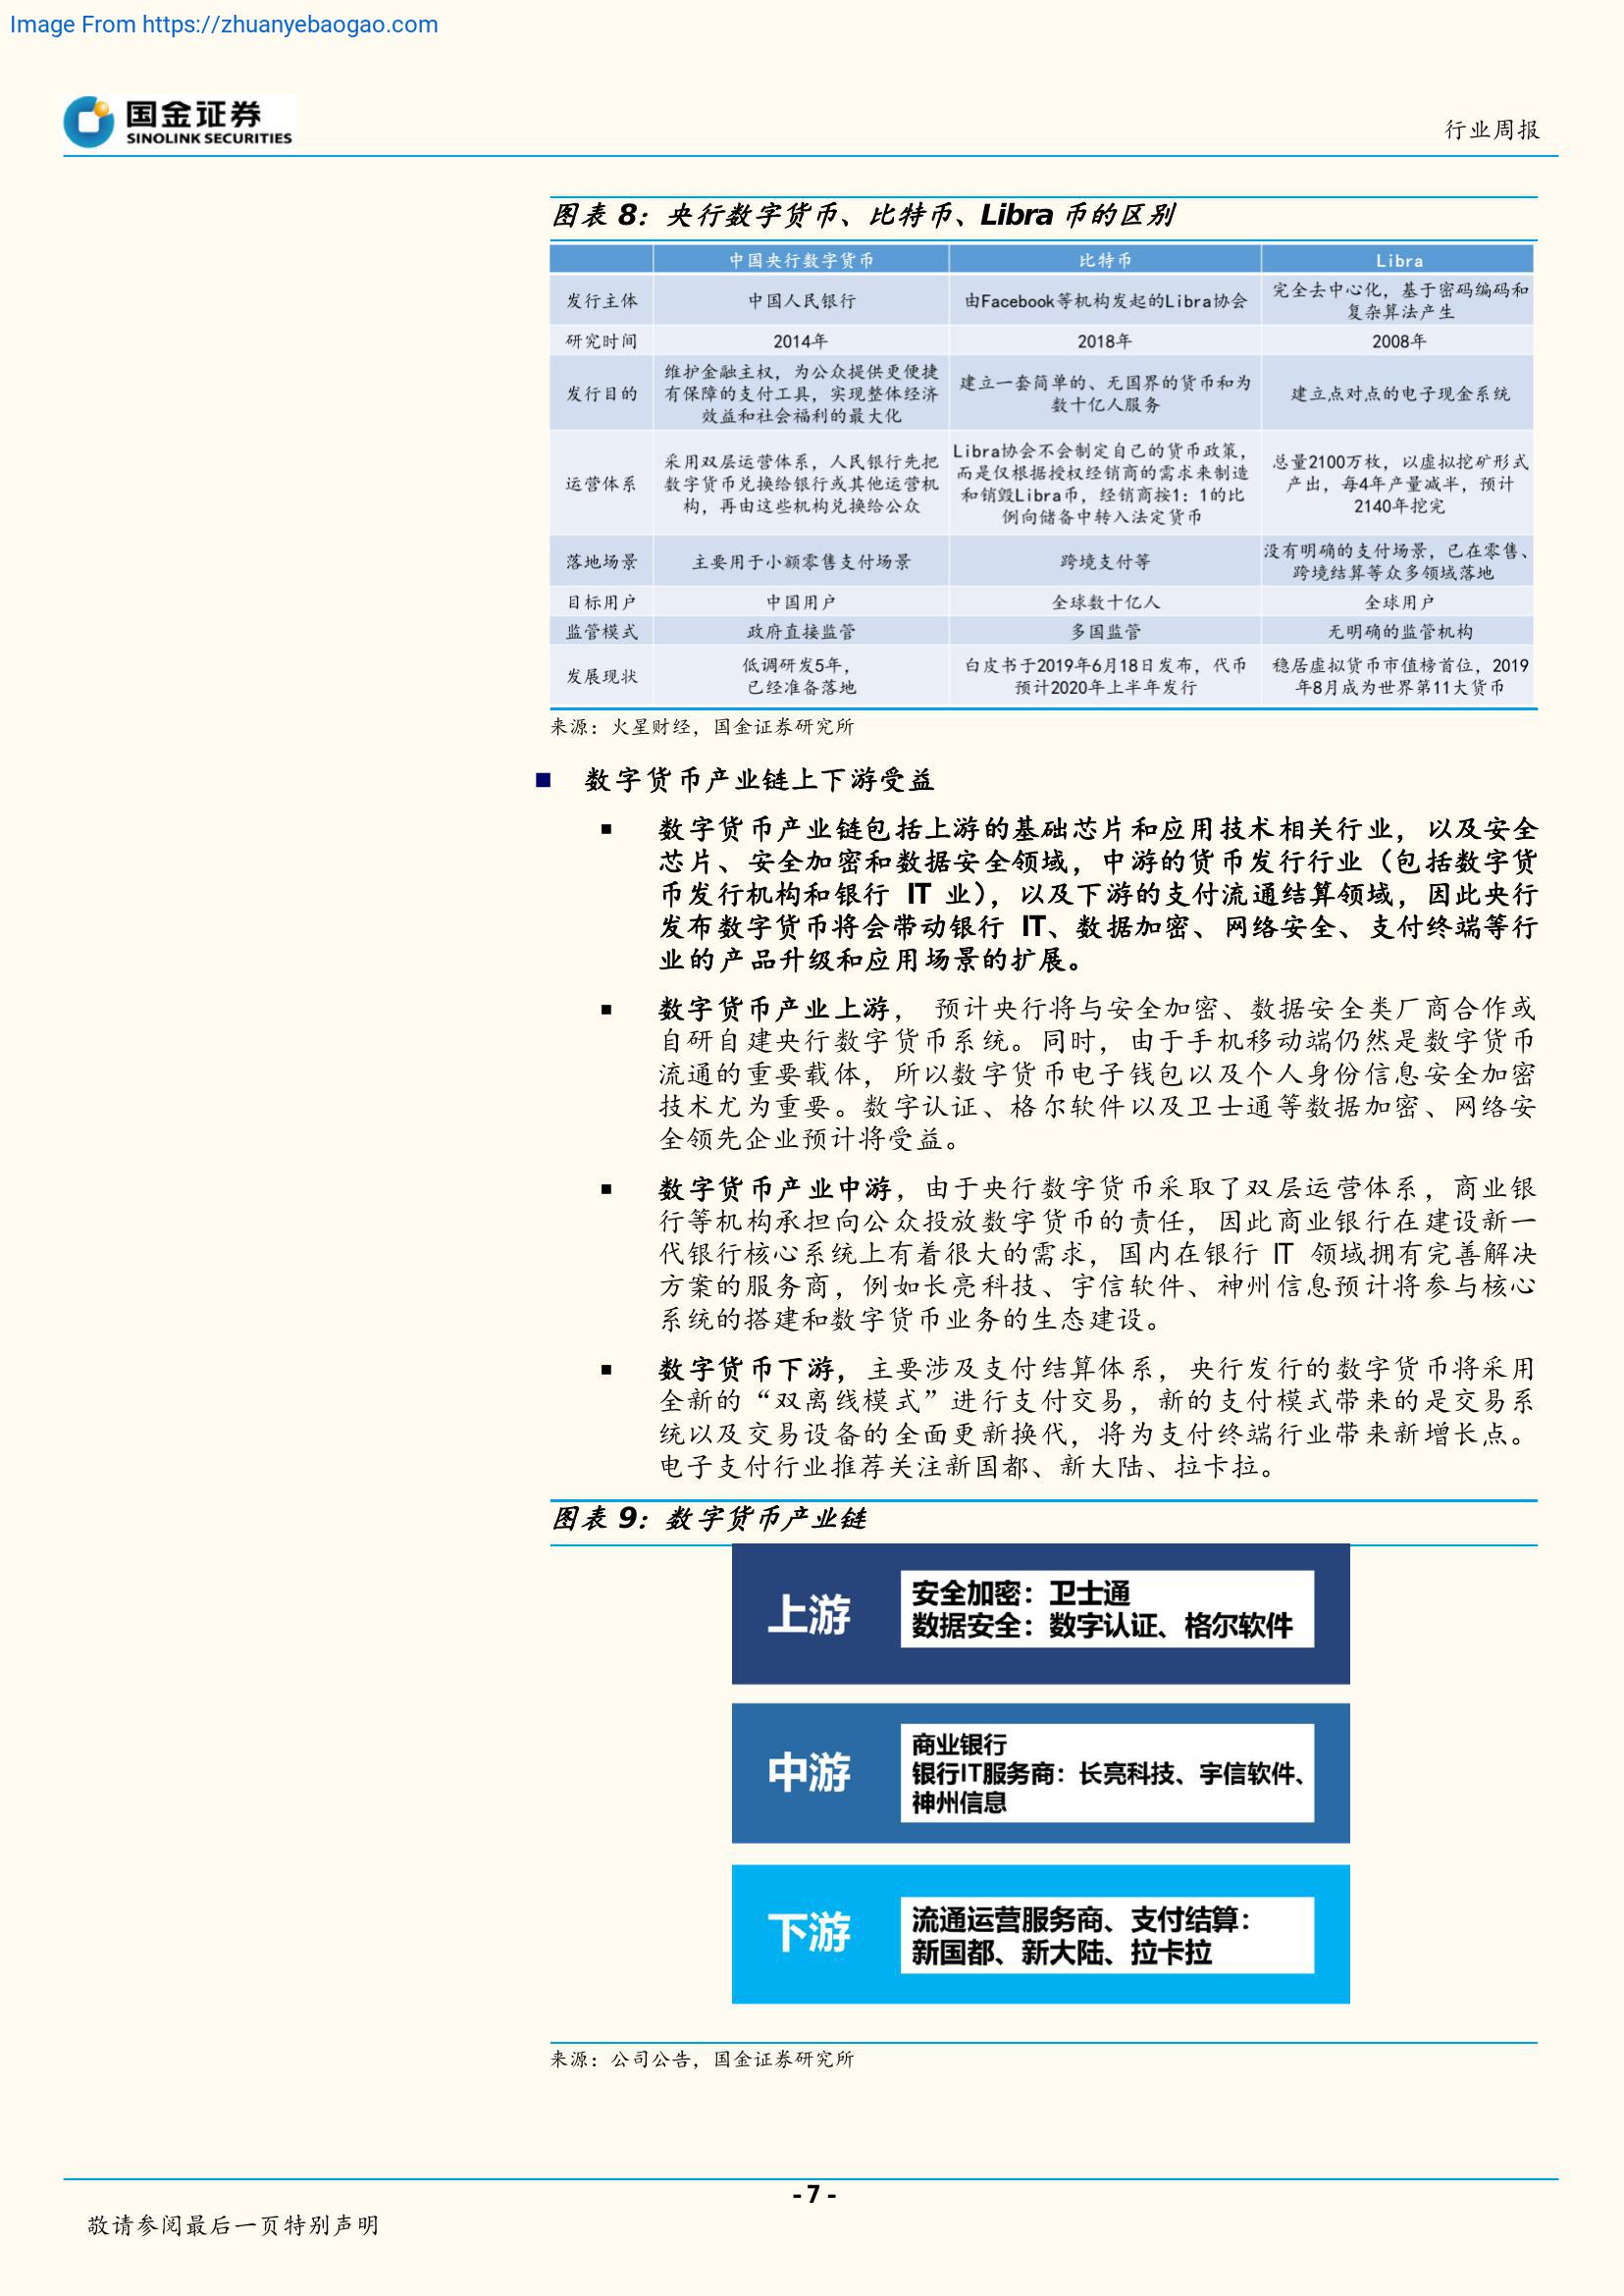 Image From https://zhuanyebaogao.com
国金证券
SINOLINK SECURITIES
行业周报
图表 8：央行数字货币、比特币、Libra 币的区别
中国央行数字货币 比特币 Libra
发行主体 中国人民银行 由Facebook等机构发起的Libra协会 完全去中心化，基于密码编码和
复杂算法产生
研究时间 2014年 2018年 2008年
发行目的 维护金融主权，为公众提供更便捷
有保障的支付工具，实现整体经济
效益和社会福利的最大化
建立一套简单的、无国界的货币和为
数十亿人服务
建立点对点的电子现金系统
运营体系 采用双层运营体系，人民银行先把
数字货币兑换给银行或其他运营机
构，再由这些机构兑换给公众
Libra协会不会制定自己的货币政策，
而是仅根据授权经销商的需求来制造
和销毁Libra币，经销商按1：1的比
例向储备中转入法定货币
总量2100万枚，以虚拟挖矿形式
产出，每4年产量减半，预计
2140年挖完
落地场景 主要用于小额零售支付场景 跨境支付等 没有明确的支付场景，已在零售、
跨境结算等众多领域落地
目标用户 中国用户 全球数十亿人 全球用户
监管模式 政府直接监管 多国监管 无明确的监管机构
发展现状 低调研发5年，
已经准备落地
白皮书于2019年6月18日发布，代币
预计2020年上半年发行
稳居虚拟货币市值榜首位，2019
年8月成为世界第11大货币
来源：火星财经，国金证券研究所
■ 数字货币产业链上下游受益
▪ 数字货币产业链包括上游的基础芯片和应用技术相关行业，以及安全
芯片、安全加密和数据安全领域，中游的货币发行行业（包括数字货
币发行机构和银行 IT 业），以及下游的支付流通结算领域，因此央行
发布数字货币将会带动银行 IT、数据加密、网络安全、支付终端等行
业的产品升级和应用场景的扩展。
▪ 数字货币产业上游， 预计央行将与安全加密、数据安全类厂商合作或
自研自建央行数字货币系统。同时，由于手机移动端仍然是数字货币
流通的重要载体，所以数字货币电子钱包以及个人身份信息安全加密
技术尤为重要。数字认证、格尔软件以及卫士通等数据加密、网络安
全领先企业预计将受益。
▪ 数字货币产业中游，由于央行数字货币采取了双层运营体系，商业银
行等机构承担向公众投放数字货币的责任，因此商业银行在建设新一
代银行核心系统上有着很大的需求，国内在银行 IT 领域拥有完善解决
方案的服务商，例如长亮科技、宇信软件、神州信息预计将参与核心
系统的搭建和数字货币业务的生态建设。
▪ 数字货币下游，主要涉及支付结算体系，央行发行的数字货币将采用
全新的“双离线模式”进行支付交易，新的支付模式带来的是交易系
统以及交易设备的全面更新换代，将为支付终端行业带来新增长点。
电子支付行业推荐关注新国都、新大陆、拉卡拉。
图表 9：数字货币产业链
上游
安全加密：卫士通
数据安全：数字认证、格尔软件
中游
商业银行
银行IT服务商：长亮科技、宇信软件、
神州信息
下游
流通运营服务商、支付结算：
新国都、新大陆、拉卡拉
来源：公司公告，国金证券研究所
- 7 -
敬请参阅最后一页特别声明